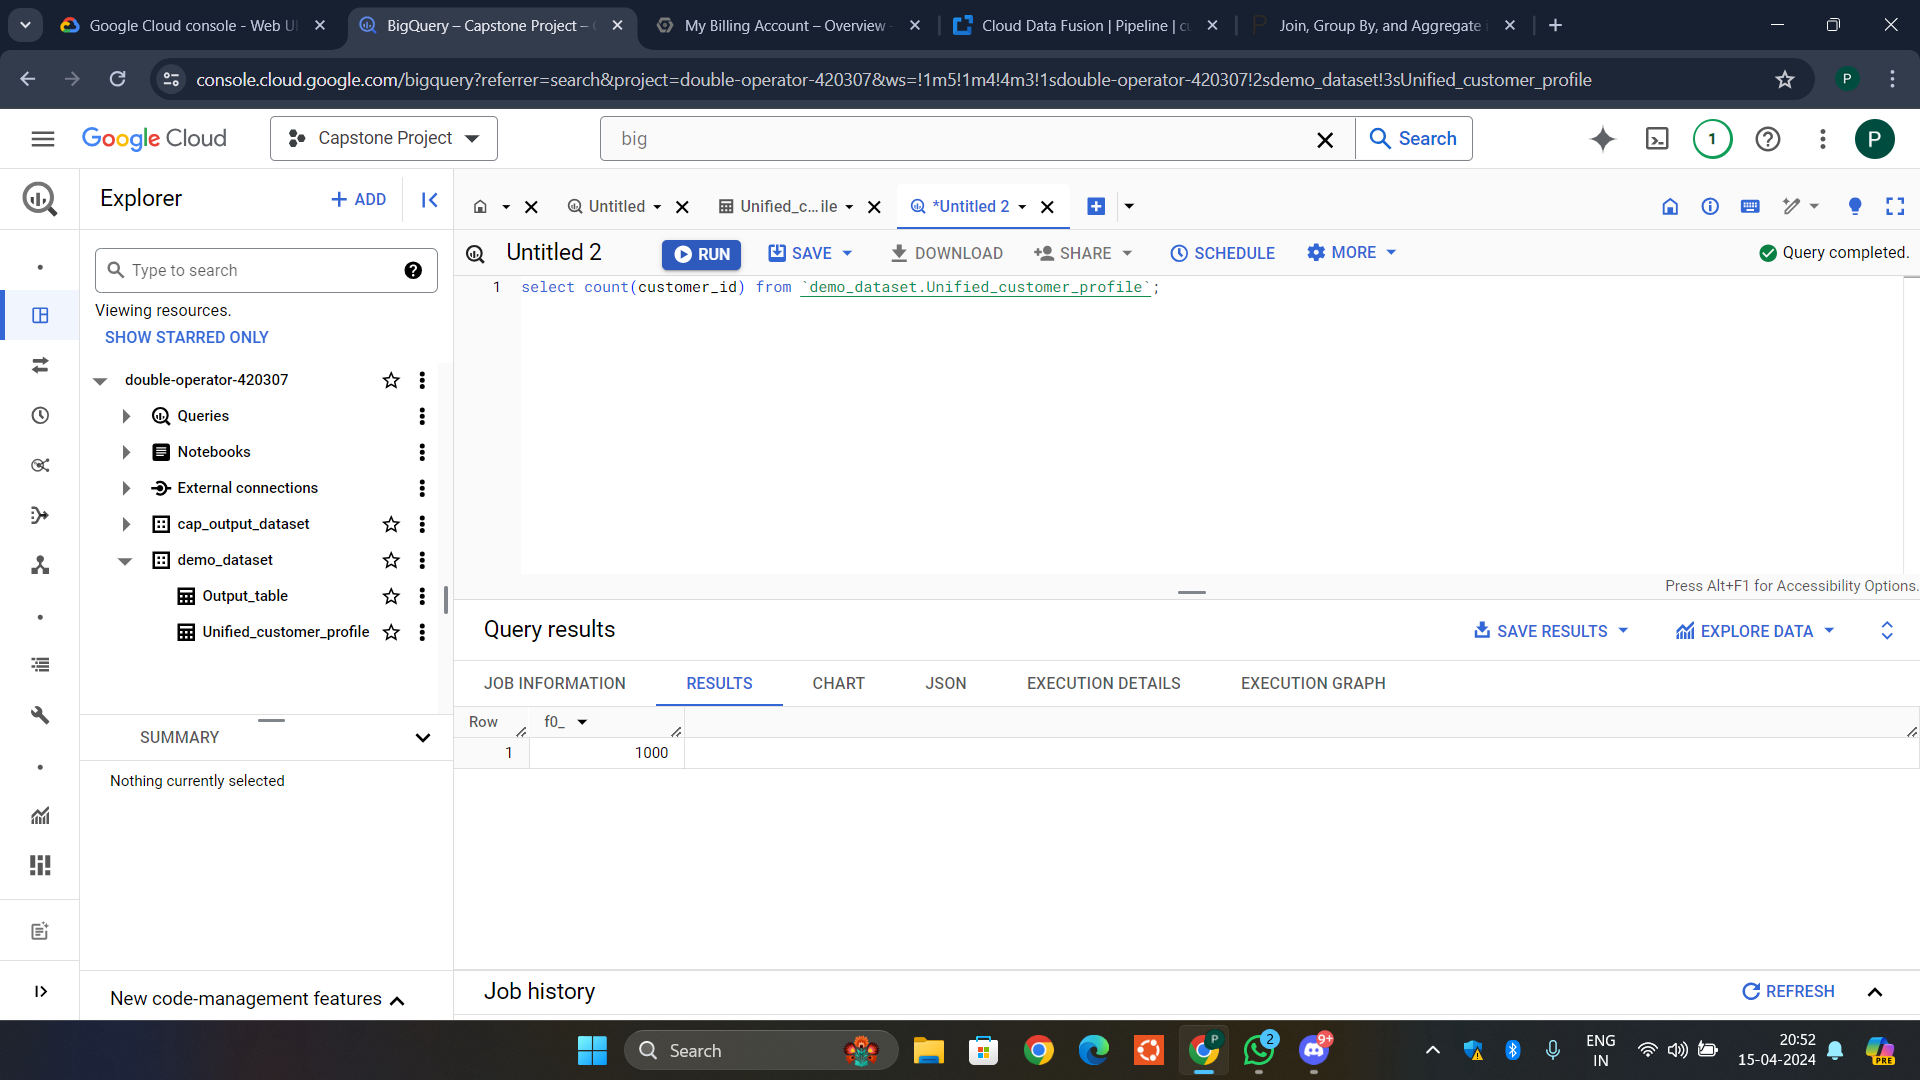 Google Cloud console - Web UI
BigQuery – Capstone Project –
My Billing Account – Overview
Cloud Data Fusion | Pipeline | cu
Join, Group By, and Aggregate i
console.cloud.google.com/bigquery?referrer=search&project=double-operator-420307&ws=!1m5!1m4!4m3!1sdouble-operator-420307!2sdemo_dataset!3sUnified_customer_profile
P
Google Cloud
Capstone Project
big
Search
1
P
Explorer
+ ADD
Untitled
Unified_c...ile
*Untitled 2
Type to search
Untitled 2
RUN
SAVE
DOWNLOAD
SHARE
SCHEDULE
MORE
Query completed.
1 select count(customer_id) from `demo_dataset.Unified_customer_profile`;
Viewing resources.
SHOW STARRED ONLY
double-operator-420307
Queries
Notebooks
External connections
cap_output_dataset
demo_dataset
Output_table
Unified_customer_profile
Press Alt+F1 for Accessibility Options.
Query results
SAVE RESULTS
EXPLORE DATA
JOB INFORMATION
RESULTS
CHART
JSON
EXECUTION DETAILS
EXECUTION GRAPH
Row f0_
1 1000
SUMMARY
Nothing currently selected
New code-management features
Job history
REFRESH
Search
P
2
9+
ENG
IN
20:52
15-04-2024
PRE